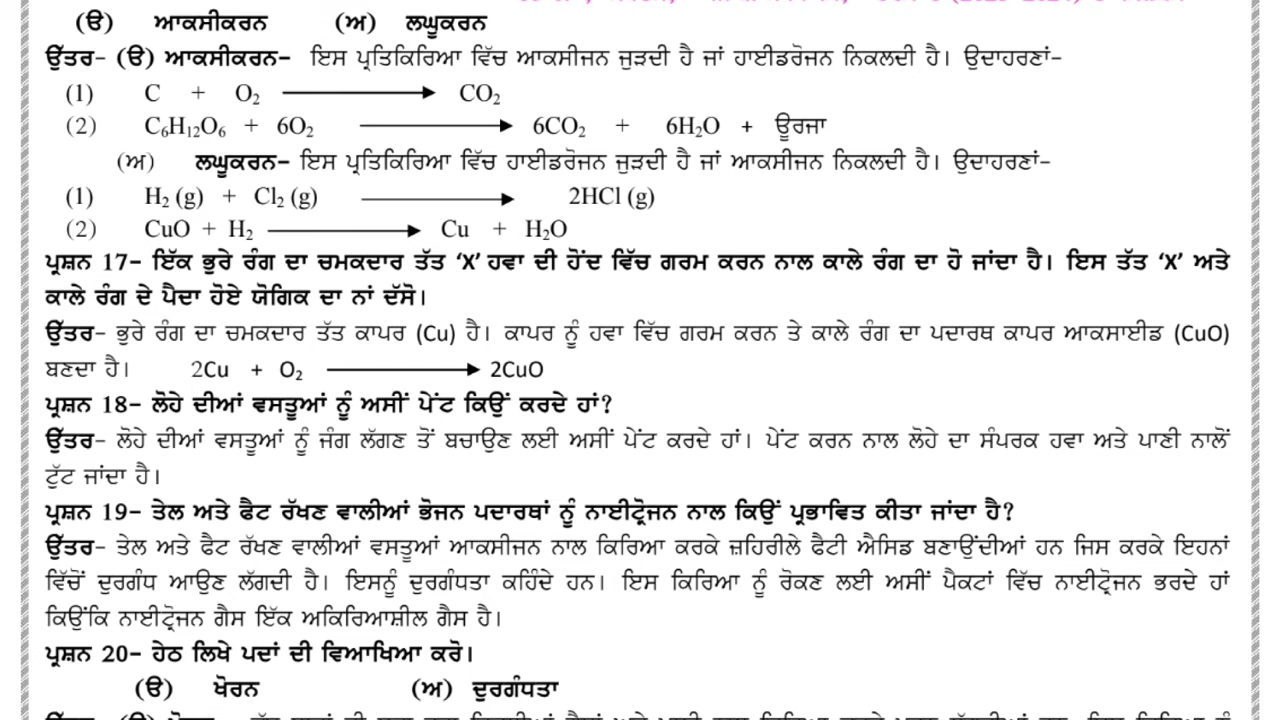 (ੳ) ਆਕਸੀਕਰਨ (ਅ) ਲਘੂਕਰਨ
ਉੱਤਰ- (ੳ) ਆਕਸੀਕਰਨ- ਇਸ ਪ੍ਰਤਿਕਿਰਿਆ ਵਿੱਚ ਆਕਸੀਜਨ ਜੁੜਦੀ ਹੈ ਜਾਂ ਹਾਈਡਰੋਜਨ ਨਿਕਲਦੀ ਹੈ। ਉਦਾਹਰਣਾਂ-
(1) C + O₂ ⟶ CO₂
(2) C₆H₁₂O₆ + 6O₂ ⟶ 6CO₂ + 6H₂O + ਊਰਜਾ
(ਅ) ਲਘੂਕਰਨ- ਇਸ ਪ੍ਰਤਿਕਿਰਿਆ ਵਿੱਚ ਹਾਈਡਰੋਜਨ ਜੁੜਦੀ ਹੈ ਜਾਂ ਆਕਸੀਜਨ ਨਿਕਲਦੀ ਹੈ। ਉਦਾਹਰਣਾਂ-
(1) H₂ (g) + Cl₂ (g) ⟶ 2HCl (g)
(2) CuO + H₂ ⟶ Cu + H₂O
ਪ੍ਰਸ਼ਨ 17- ਇੱਕ ਭੁਰੇ ਰੰਗ ਦਾ ਚਮਕਦਾਰ ਤੱਤ ‘X’ ਹਵਾ ਦੀ ਹੋਂਦ ਵਿੱਚ ਗਰਮ ਕਰਨ ਨਾਲ ਕਾਲੇ ਰੰਗ ਦਾ ਹੋ ਜਾਂਦਾ ਹੈ। ਇਸ ਤੱਤ ‘X’ ਅਤੇ
ਕਾਲੇ ਰੰਗ ਦੇ ਪੈਦਾ ਹੋਏ ਯੋਗਿਕ ਦਾ ਨਾਂ ਦੱਸੋ।
ਉੱਤਰ- ਭੁਰੇ ਰੰਗ ਦਾ ਚਮਕਦਾਰ ਤੱਤ ਕਾਪਰ (Cu) ਹੈ। ਕਾਪਰ ਨੂੰ ਹਵਾ ਵਿੱਚ ਗਰਮ ਕਰਨ ਤੇ ਕਾਲੇ ਰੰਗ ਦਾ ਪਦਾਰਥ ਕਾਪਰ ਆਕਸਾਈਡ (CuO)
ਬਣਦਾ ਹੈ। 2Cu + O₂ ⟶ 2CuO
ਪ੍ਰਸ਼ਨ 18- ਲੋਹੇ ਦੀਆਂ ਵਸਤੂਆਂ ਨੂੰ ਅਸੀਂ ਪੇਂਟ ਕਿਉਂ ਕਰਦੇ ਹਾਂ?
ਉੱਤਰ- ਲੋਹੇ ਦੀਆਂ ਵਸਤੂਆਂ ਨੂੰ ਜੰਗ ਲੱਗਣ ਤੋਂ ਬਚਾਉਣ ਲਈ ਅਸੀਂ ਪੇਂਟ ਕਰਦੇ ਹਾਂ। ਪੇਂਟ ਕਰਨ ਨਾਲ ਲੋਹੇ ਦਾ ਸੰਪਰਕ ਹਵਾ ਅਤੇ ਪਾਣੀ ਨਾਲੋਂ
ਟੁੱਟ ਜਾਂਦਾ ਹੈ।
ਪ੍ਰਸ਼ਨ 19- ਤੇਲ ਅਤੇ ਫੈਟ ਰੱਖਣ ਵਾਲੀਆਂ ਭੋਜਨ ਪਦਾਰਥਾਂ ਨੂੰ ਨਾਈਟ੍ਰੋਜਨ ਨਾਲ ਕਿਉਂ ਪ੍ਰਭਾਵਿਤ ਕੀਤਾ ਜਾਂਦਾ ਹੈ?
ਉੱਤਰ- ਤੇਲ ਅਤੇ ਫੈਟ ਰੱਖਣ ਵਾਲੀਆਂ ਵਸਤੂਆਂ ਆਕਸੀਜਨ ਨਾਲ ਕਿਰਿਆ ਕਰਕੇ ਜ਼ਹਿਰੀਲੇ ਫੈਟੀ ਐਸਿਡ ਬਣਾਉਂਦੀਆਂ ਹਨ ਜਿਸ ਕਰਕੇ ਇਹਨਾਂ
ਵਿੱਚੋਂ ਦੁਰਗੰਧ ਆਉਣ ਲੱਗਦੀ ਹੈ। ਇਸਨੂੰ ਦੁਰਗੰਧਤਾ ਕਹਿੰਦੇ ਹਨ। ਇਸ ਕਿਰਿਆ ਨੂੰ ਰੋਕਣ ਲਈ ਅਸੀਂ ਪੈਕਟਾਂ ਵਿੱਚ ਨਾਈਟ੍ਰੋਜਨ ਭਰਦੇ ਹਾਂ
ਕਿਉਂਕਿ ਨਾਈਟ੍ਰੋਜਨ ਗੈਸ ਇੱਕ ਅਕਿਰਿਆਸ਼ੀਲ ਗੈਸ ਹੈ।
ਪ੍ਰਸ਼ਨ 20- ਹੇਠ ਲਿਖੇ ਪਦਾਂ ਦੀ ਵਿਆਖਿਆ ਕਰੋ।
(ੳ) ਖੋਰਨ (ਅ) ਦੁਰਗੰਧਤਾ